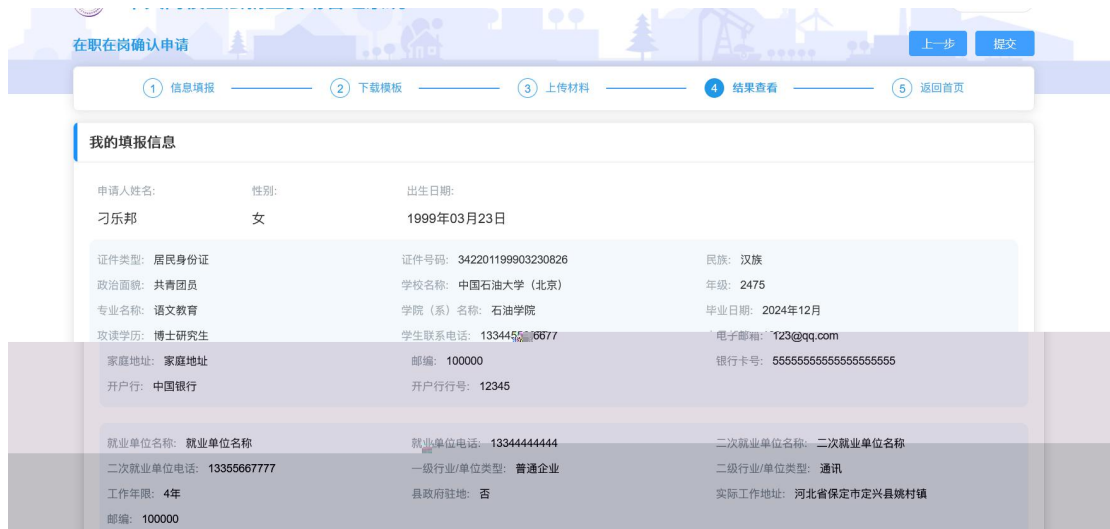 在职在岗确认申请
上一步 提交
1 信息填报 2 下载模板 3 上传材料 4 结果查看 5 返回首页
我的填报信息
申请人姓名: 性别: 出生日期:
刁乐邦 女 1999年03月23日
证件类型: 居民身份证 证件号码: 342201199903230826 民族: 汉族
政治面貌: 共青团员 学校名称: 中国石油大学（北京） 年级: 2475
专业名称: 语文教育 学院（系）名称: 石油学院 毕业日期: 2024年12月
攻读学历: 博士研究生 学生联系电话: 电子邮箱: 123@qq.com
家庭地址: 家庭地址 邮编: 100000 银行卡号:
开户行: 中国银行 开户行行号: 12345
就业单位名称: 就业单位名称 就业单位电话: 13344444444 二次就业单位名称: 二次就业单位名称
二次就业单位电话: 13355667777 一级行业/单位类型: 普通企业 二级行业/单位类型: 通讯
工作年限: 4年 县政府驻地: 否 实际工作地址: 河北省保定市定兴县姚村镇
邮编: 100000